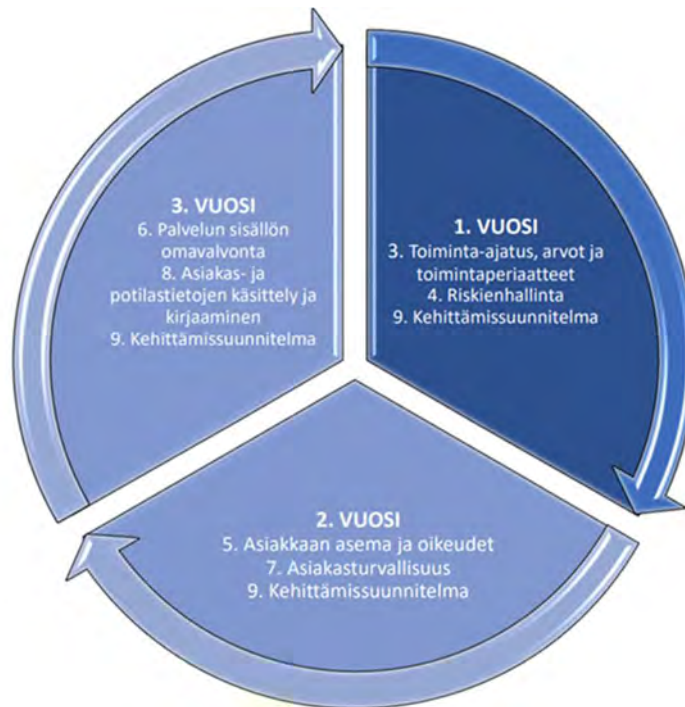 3. VUOSI
6. Palvelun sisällön
omavalvonta
8. Asiakas- ja
potilastietojen käsittely ja
kirjaaminen
9. Kehittämissuunnitelma
1. VUOSI
3. Toiminta-ajatus, arvot ja
toimintaperiaatteet
4. Riskienhallinta
9. Kehittämissuunnitelma
2. VUOSI
5. Asiakkaan asema ja oikeudet
7. Asiakasturvallisuus
9. Kehittämissuunnitelma